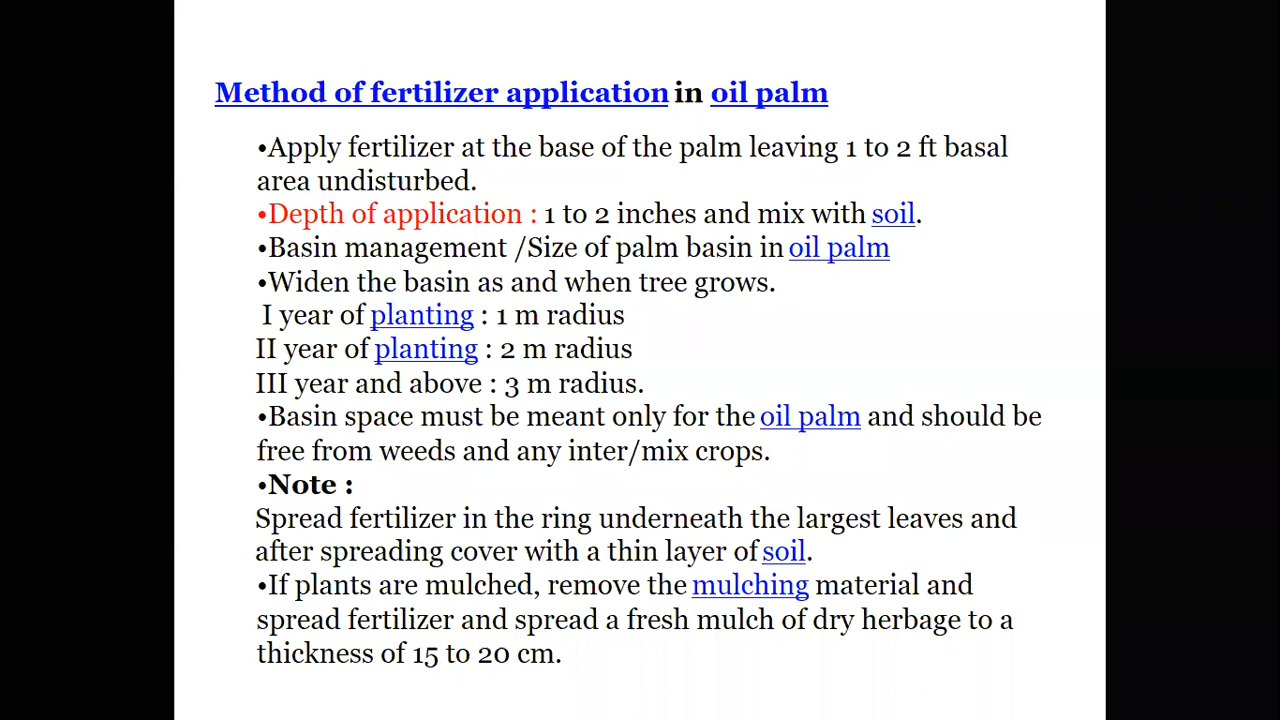 Method of fertilizer application in oil palm
•Apply fertilizer at the base of the palm leaving 1 to 2 ft basal
area undisturbed.
•Depth of application : 1 to 2 inches and mix with soil.
•Basin management /Size of palm basin in oil palm
•Widen the basin as and when tree grows.
I year of planting : 1 m radius
II year of planting : 2 m radius
III year and above : 3 m radius.
•Basin space must be meant only for the oil palm and should be
free from weeds and any inter/mix crops.
•Note :
Spread fertilizer in the ring underneath the largest leaves and
after spreading cover with a thin layer of soil.
•If plants are mulched, remove the mulching material and
spread fertilizer and spread a fresh mulch of dry herbage to a
thickness of 15 to 20 cm.